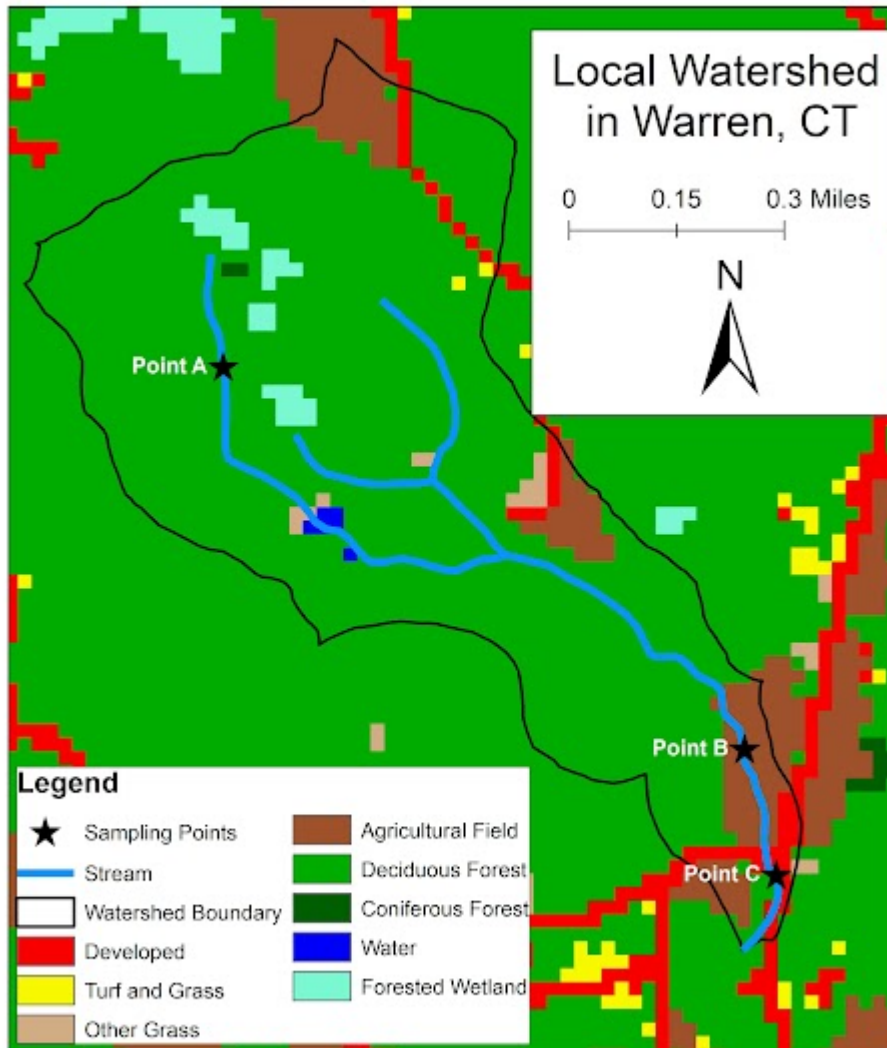 Local Watershed
in Warren, CT
0 0.15 0.3 Miles
N
Point A
Point B
Point C
Legend
Sampling Points
Stream
Watershed Boundary
Developed
Turf and Grass
Other Grass
Agricultural Field
Deciduous Forest
Coniferous Forest
Water
Forested Wetland